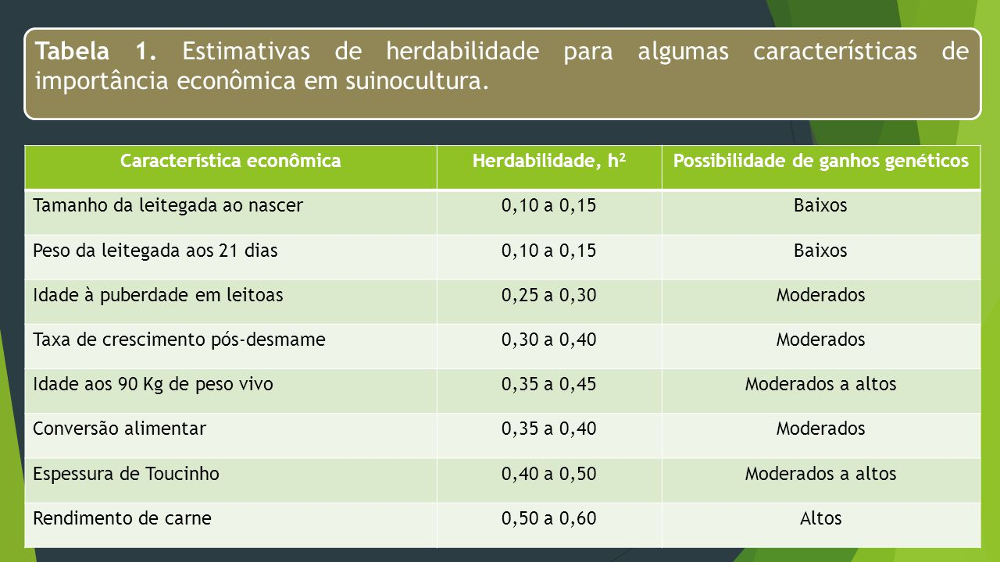 Tabela 1. Estimativas de herdabilidade para algumas características de
importância econômica em suinocultura.
Característica econômica Herdabilidade, h² Possibilidade de ganhos genéticos
Tamanho da leitegada ao nascer 0,10 a 0,15 Baixos
Peso da leitegada aos 21 dias 0,10 a 0,15 Baixos
Idade à puberdade em leitoas 0,25 a 0,30 Moderados
Taxa de crescimento pós-desmame 0,30 a 0,40 Moderados
Idade aos 90 Kg de peso vivo 0,35 a 0,45 Moderados a altos
Conversão alimentar 0,35 a 0,40 Moderados
Espessura de Toucinho 0,40 a 0,50 Moderados a altos
Rendimento de carne 0,50 a 0,60 Altos